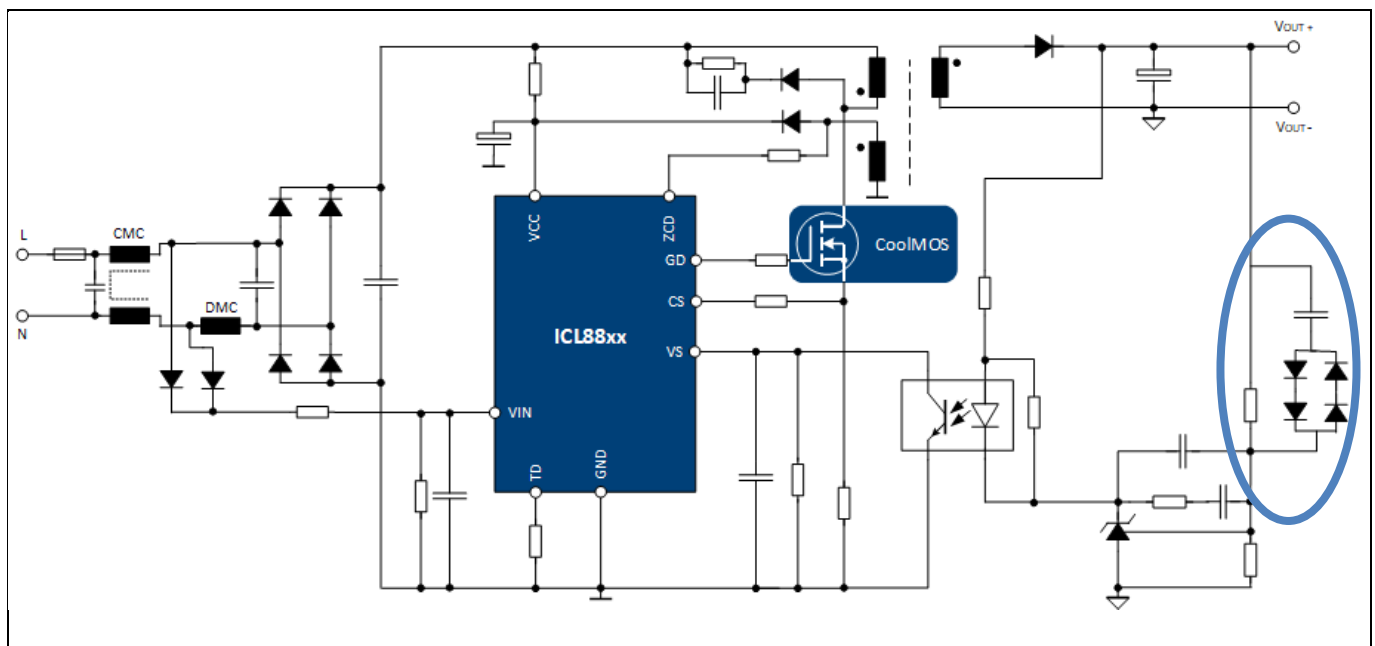 VOUT+
VOUT-
L
CMC
N
DMC
VCC
ZCD
GD
CoolMOS
CS
ICL88xx
VS
VIN
TD
GND